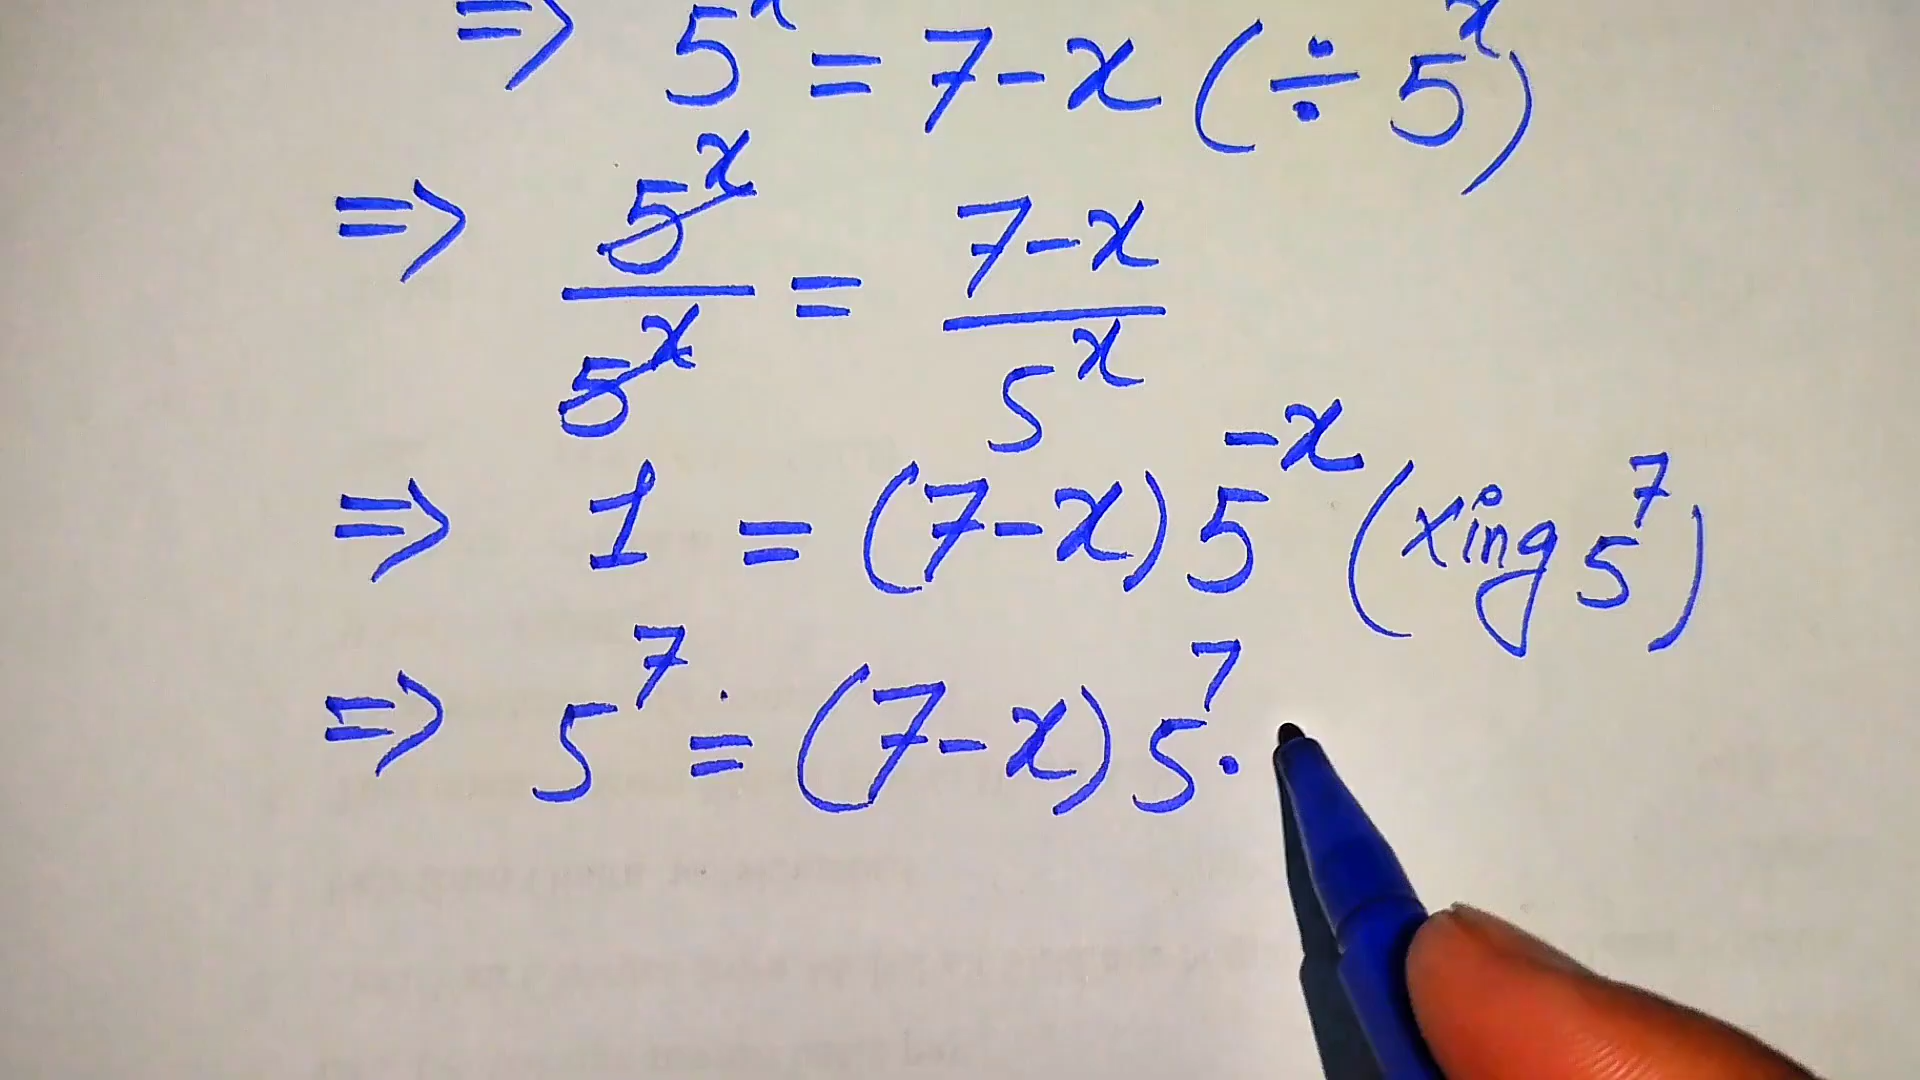 => 5^x = 7-x (÷ 5^x)
=> 5^x/5^x = 7-x/5^x
=> 1 = (7-x) 5^-x (xing 5^7)
=> 5^7 = (7-x) 5^7 .